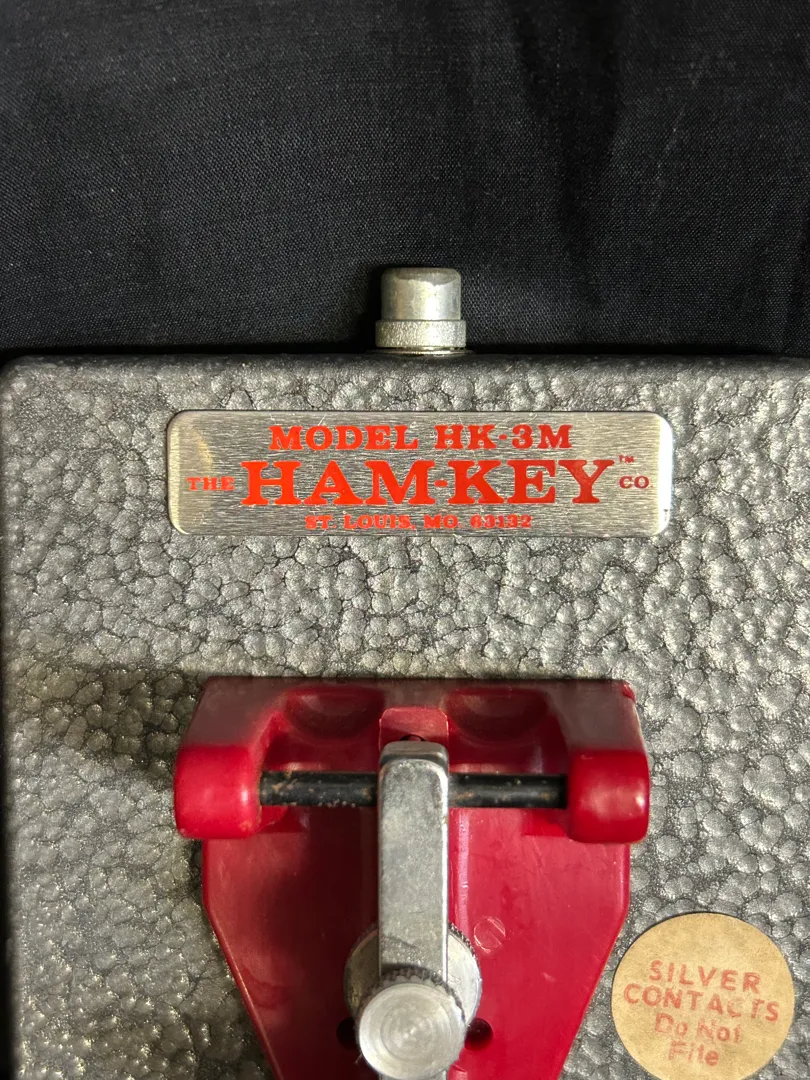 MODEL HK-3M
THE HAM-KEY™ CO
ST. LOUIS, MO 63132
SILVER
CONTACTS
Do Not
File